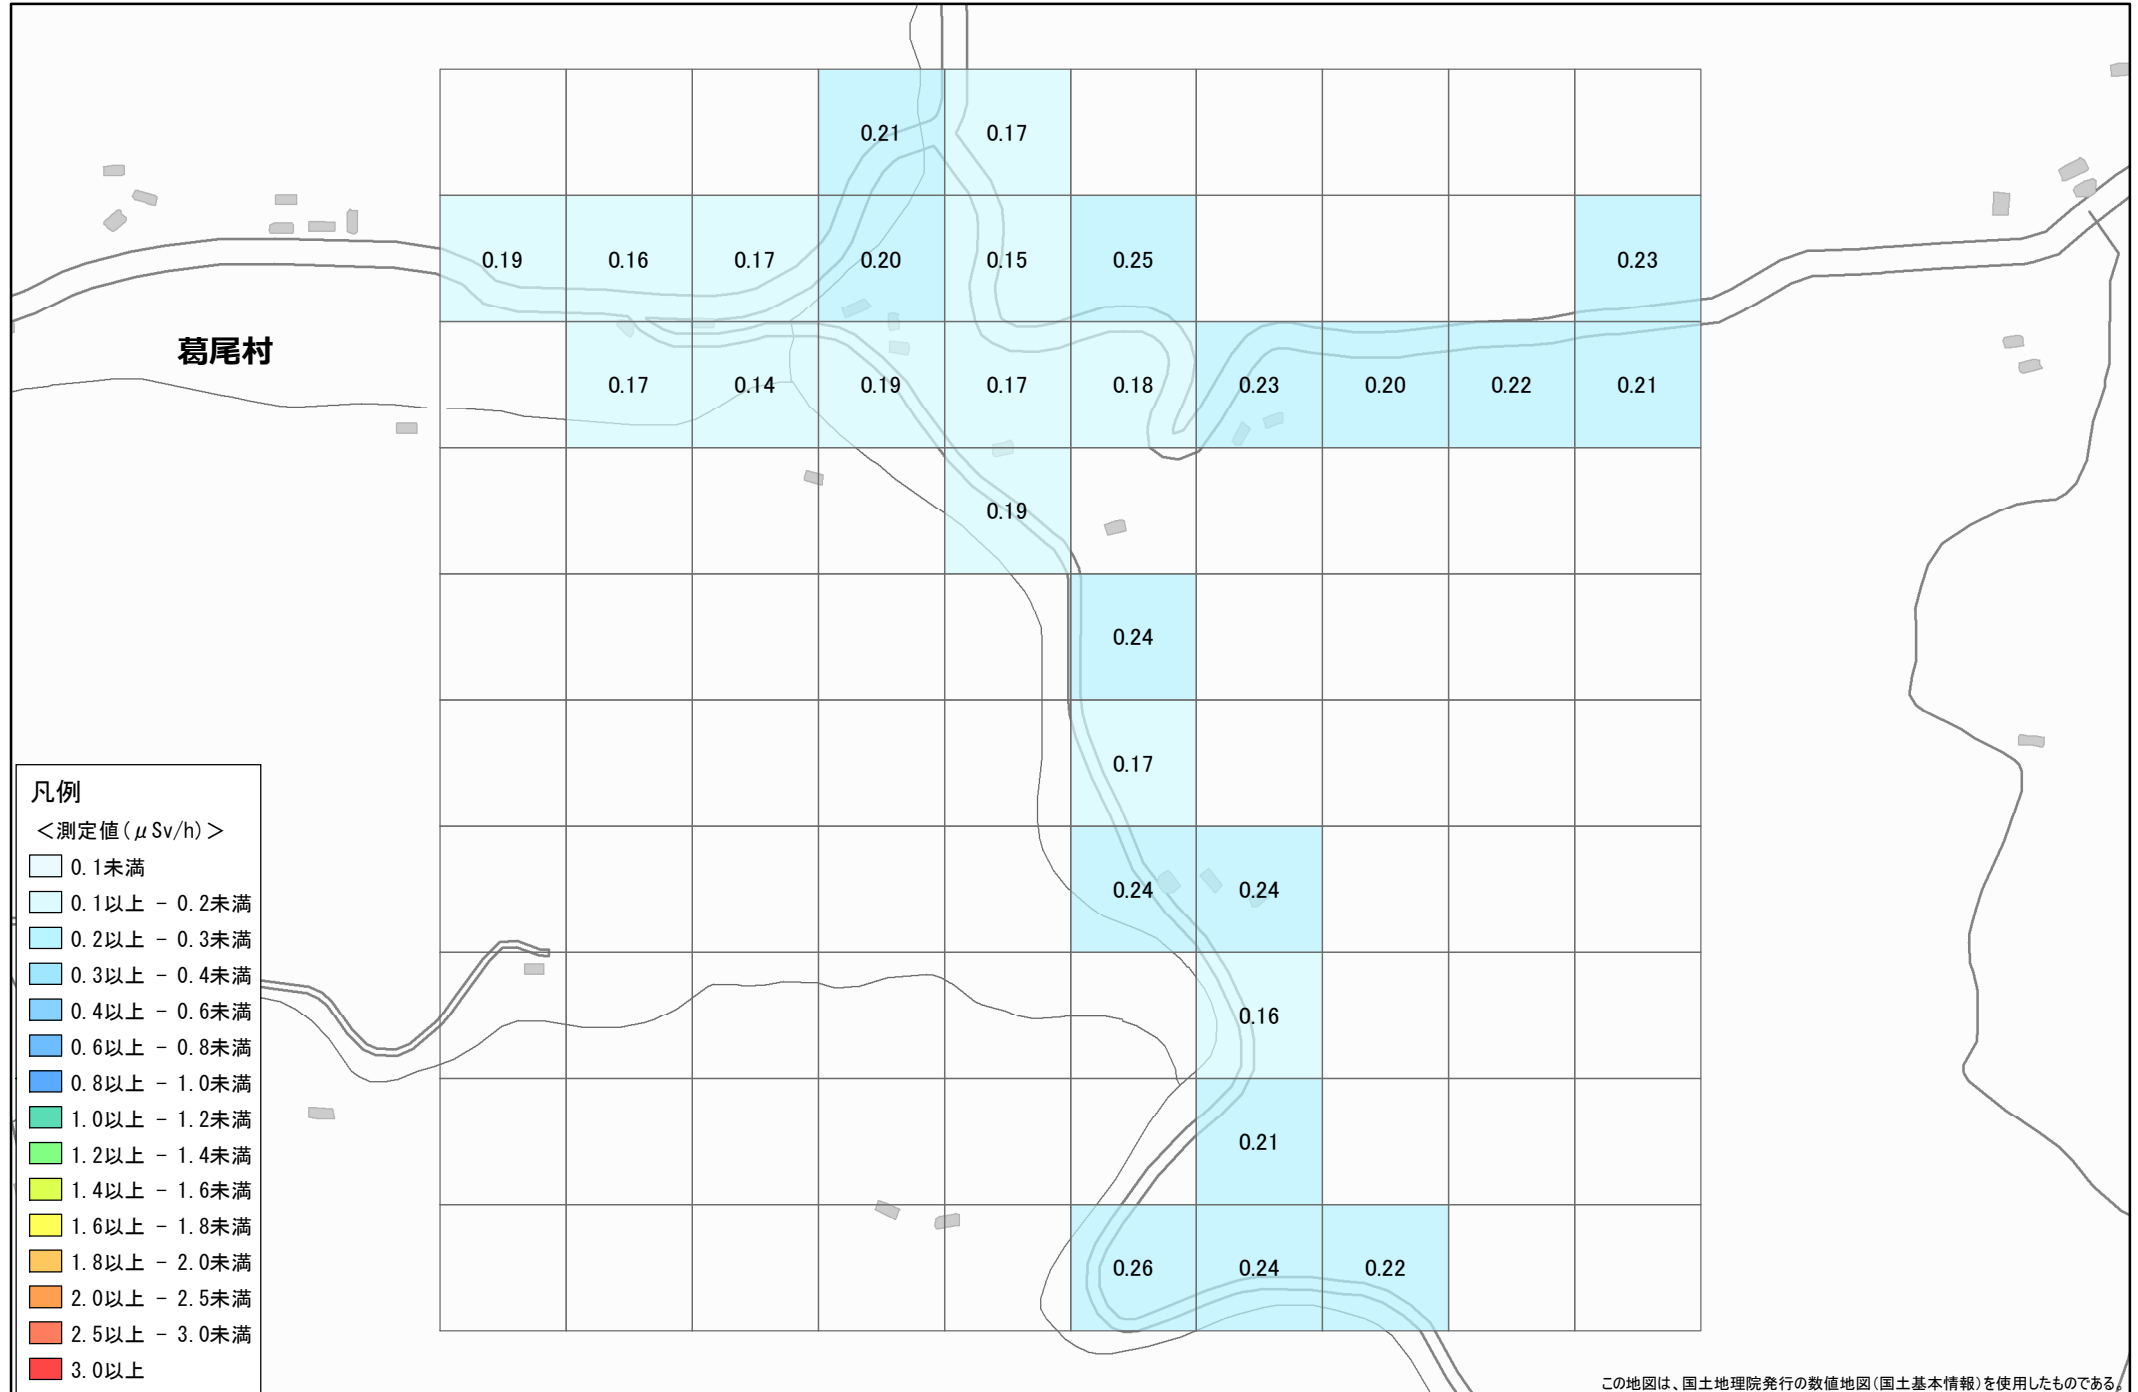 0.21 0.17
0.19 0.16 0.17 0.20 0.15 0.25 0.23
葛尾村
0.17 0.14 0.19 0.17 0.18 0.23 0.20 0.22 0.21
0.19
0.24
0.17
0.24 0.24
0.16
0.21
0.26 0.24 0.22
凡例
＜測定値(μSv/h)＞
0.1未満
0.1以上 － 0.2未満
0.2以上 － 0.3未満
0.3以上 － 0.4未満
0.4以上 － 0.6未満
0.6以上 － 0.8未満
0.8以上 － 1.0未満
1.0以上 － 1.2未満
1.2以上 － 1.4未満
1.4以上 － 1.6未満
1.6以上 － 1.8未満
1.8以上 － 2.0未満
2.0以上 － 2.5未満
2.5以上 － 3.0未満
3.0以上
この地図は、国土地理院発行の数値地図(国土基本情報)を使用したものである。